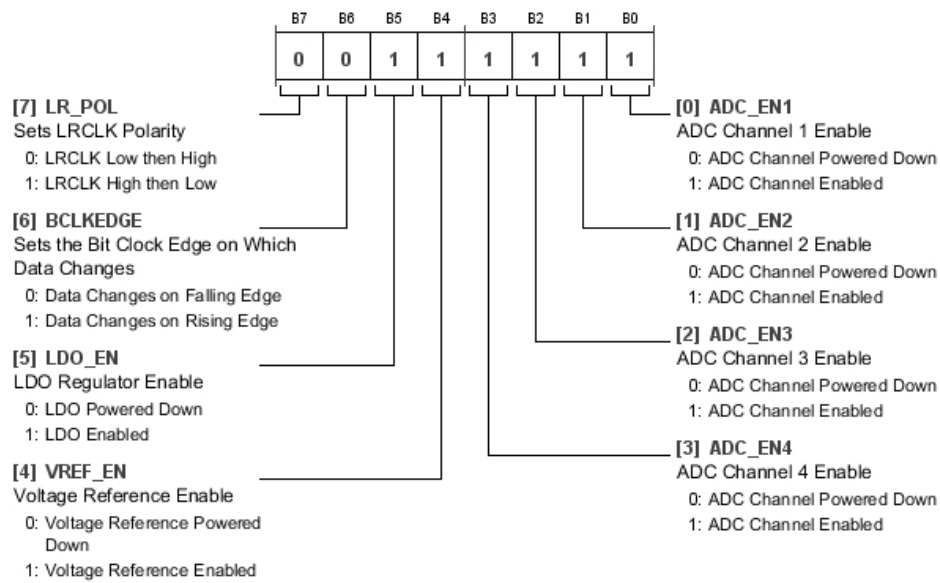 B7 B6 B5 B4 B3 B2 B1 B0
0 0 1 1 1 1 1 1
[7] LR_POL
Sets LRCLK Polarity
0: LRCLK Low then High
1: LRCLK High then Low
[6] BCLKEDGE
Sets the Bit Clock Edge on Which
Data Changes
0: Data Changes on Falling Edge
1: Data Changes on Rising Edge
[5] LDO_EN
LDO Regulator Enable
0: LDO Powered Down
1: LDO Enabled
[4] VREF_EN
Voltage Reference Enable
0: Voltage Reference Powered
Down
1: Voltage Reference Enabled
[0] ADC_EN1
ADC Channel 1 Enable
0: ADC Channel Powered Down
1: ADC Channel Enabled
[1] ADC_EN2
ADC Channel 2 Enable
0: ADC Channel Powered Down
1: ADC Channel Enabled
[2] ADC_EN3
ADC Channel 3 Enable
0: ADC Channel Powered Down
1: ADC Channel Enabled
[3] ADC_EN4
ADC Channel 4 Enable
0: ADC Channel Powered Down
1: ADC Channel Enabled